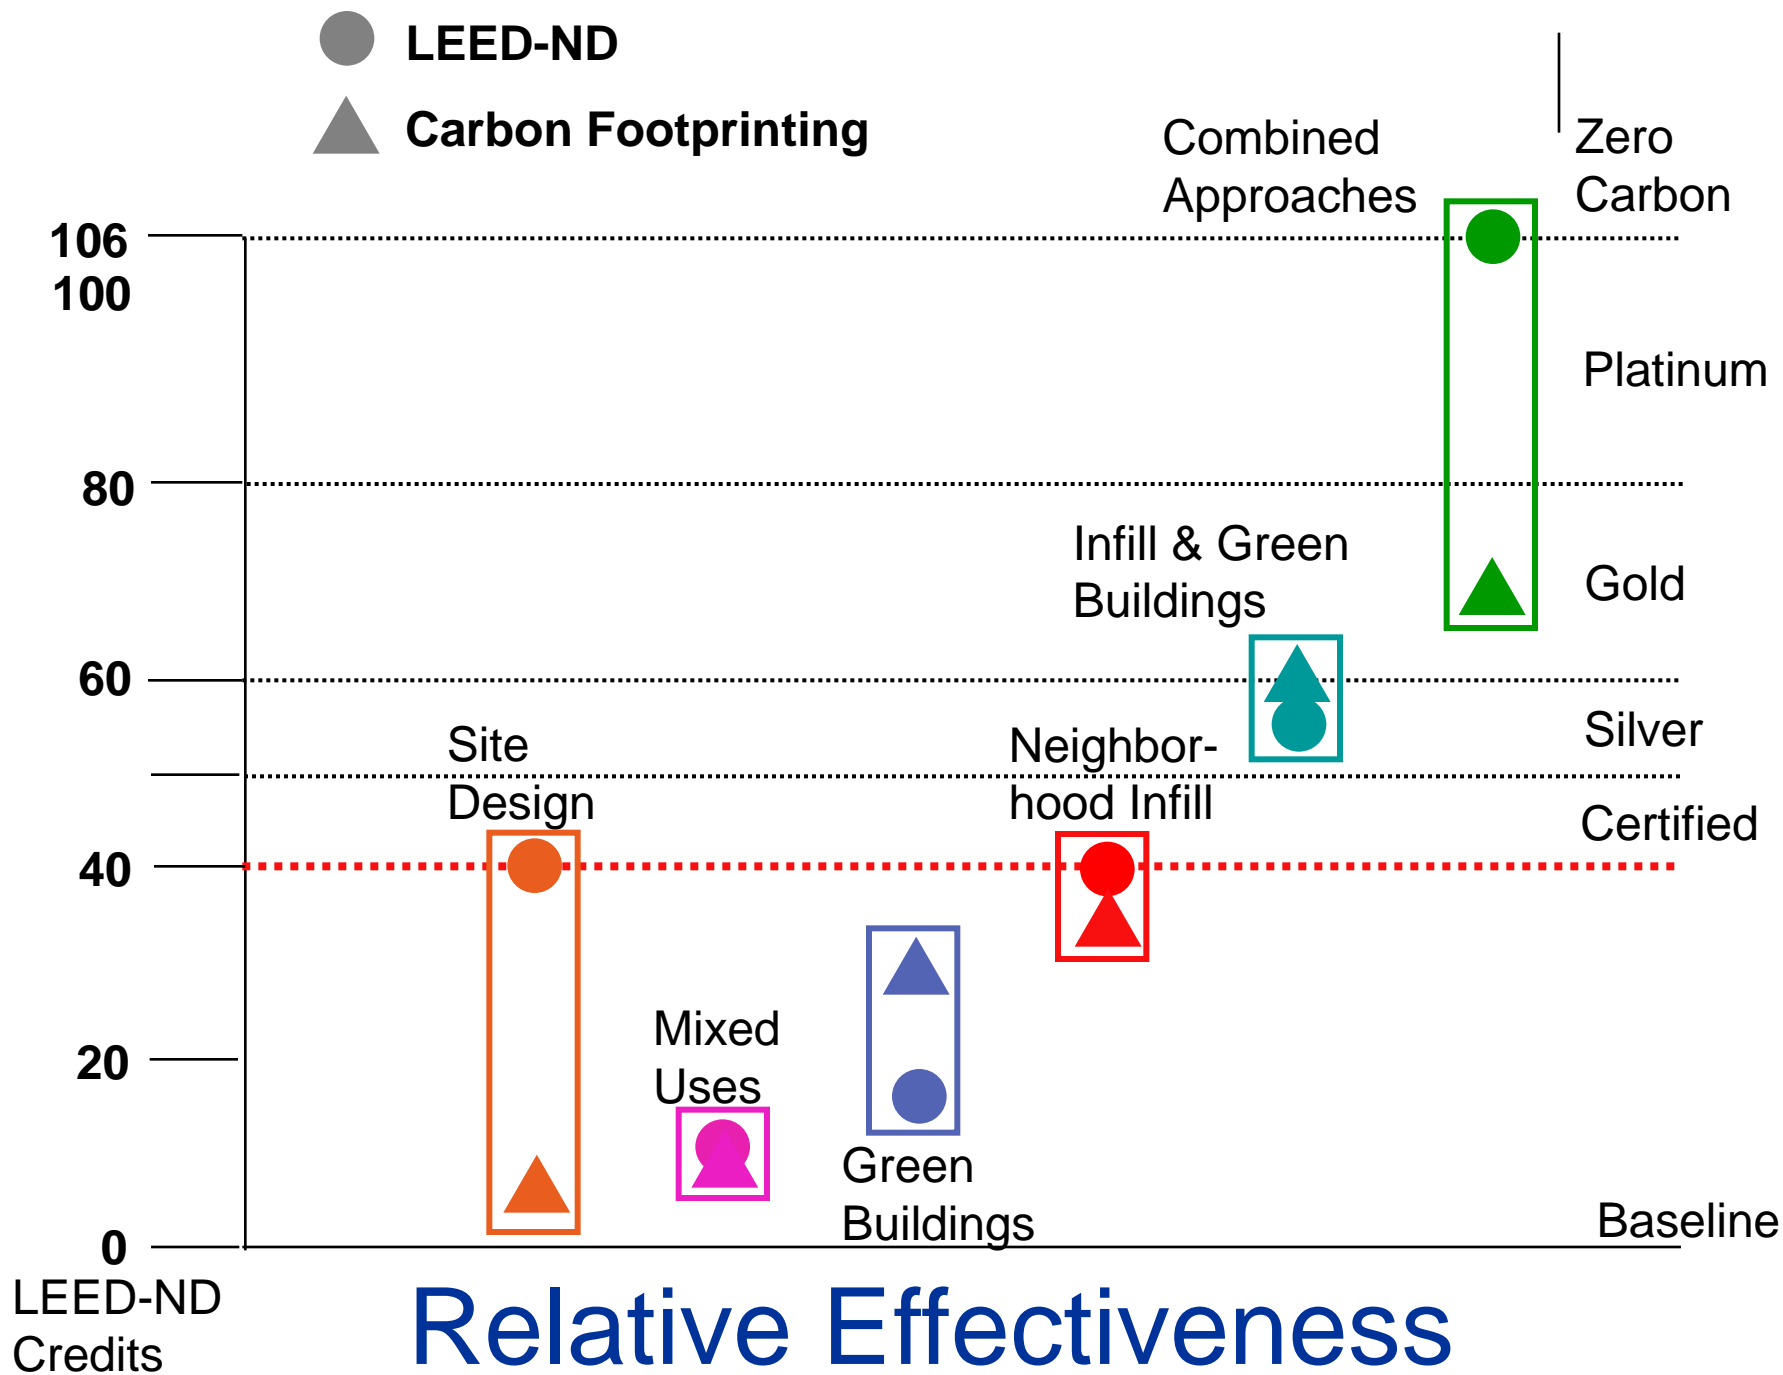 LEED-ND
Carbon Footprinting
Combined
Approaches
Zero
Carbon
106
100
Platinum
80
Infill & Green
Buildings
Gold
60
Site
Design
Neighbor-
hood Infill
Silver
Certified
40
Mixed
Uses
20
Green
Buildings
Baseline
0
LEED-ND
Credits
Relative Effectiveness